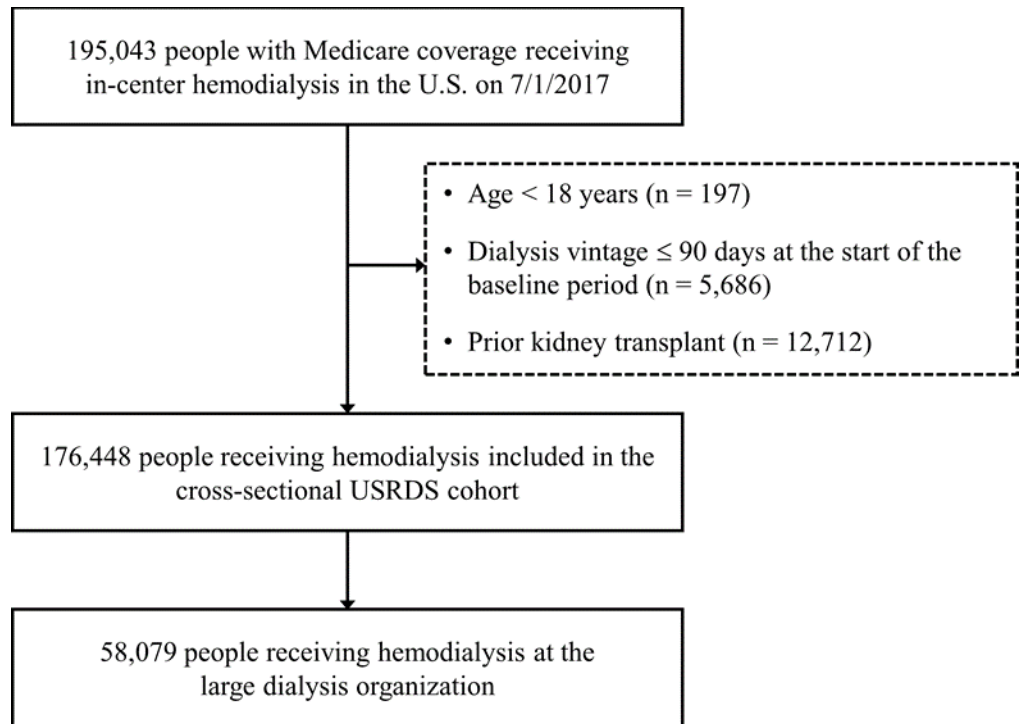 195,043 people with Medicare coverage receiving
in-center hemodialysis in the U.S. on 7/1/2017
• Age < 18 years (n = 197)
• Dialysis vintage ≤ 90 days at the start of the
baseline period (n = 5,686)
• Prior kidney transplant (n = 12,712)
176,448 people receiving hemodialysis included in the
cross-sectional USRDS cohort
58,079 people receiving hemodialysis at the
large dialysis organization